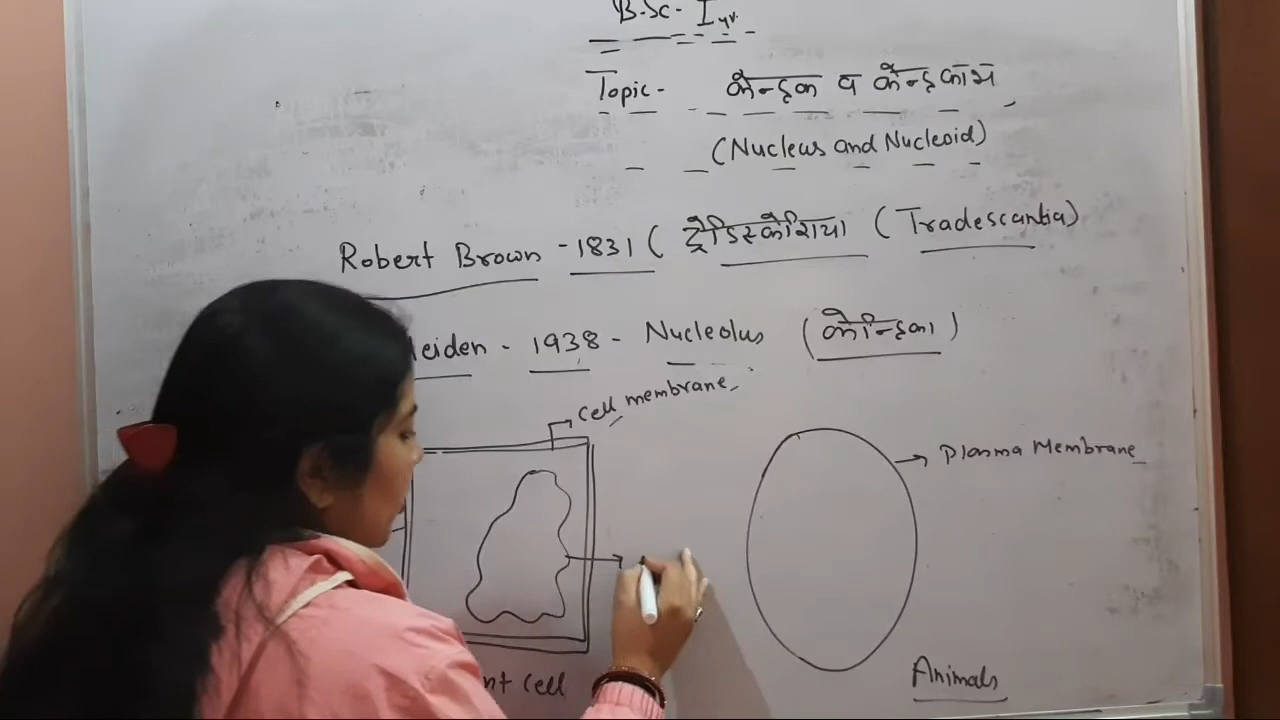 B.Sc- I yr.
Topic- केन्द्रक व केन्द्रकाभ
(Nucleus and Nucleoid)
Robert Brown - 1831 ( ट्रेडिस्केंशिया ( Tradescantia)
leiden - 1938 - Nucleolus (केन्द्रिका)
Cell membrane
Plasma Membrane
nt cell
Animals